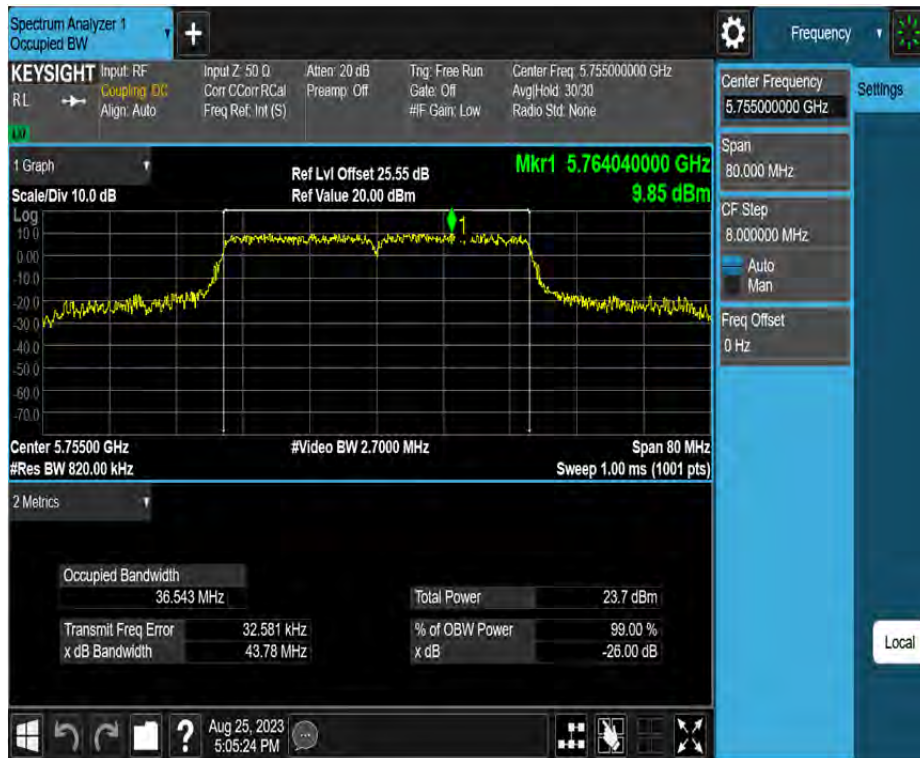 Spectrum Analyzer 1
Occupied BW
+
Frequency
KEYSIGHT
RL
Input: RF
Coupling: DC
Align: Auto
Input Z: 50 Ω
Corr CCorr RCal
Freq Ref: Int (S)
Atten: 20 dB
Preamp: Off
Trig: Free Run
Gate: Off
#IF Gain: Low
Center Freq: 5.755000000 GHz
Avg|Hold: 30/30
Radio Std: None
Center Frequency
5.755000000 GHz
Settings
Span
80.000 MHz
CF Step
8.000000 MHz
Auto
Man
Freq Offset
0 Hz
1 Graph
Scale/Div 10.0 dB
Ref Lvl Offset 25.55 dB
Ref Value 20.00 dBm
Mkr1 5.764040000 GHz
9.85 dBm
Log
10.0
0.00
-10.0
-20.0
-30.0
-40.0
-50.0
-60.0
-70.0
1
Center 5.75500 GHz
#Video BW 2.7000 MHz
Span 80 MHz
#Res BW 820.00 kHz
Sweep 1.00 ms (1001 pts)
2 Metrics
Occupied Bandwidth
36.543 MHz
Total Power 23.7 dBm
Transmit Freq Error 32.581 kHz
% of OBW Power 99.00 %
x dB Bandwidth 43.78 MHz
x dB -26.00 dB
Local
?
Aug 25, 2023
5:05:24 PM